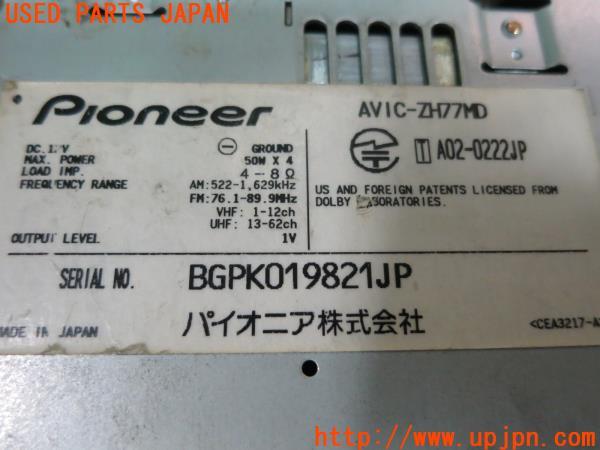 USED PARTS JAPAN
Pioneer
AVIC-ZH77MD
GROUND
MAX. POWER 50W X 4
LOAD IMP. 4-8Ω
FREQUENCY RANGE AM:522-1,629kHz
FM:76.1-89.9MHz
VHF: 1-12ch
UHF: 13-62ch
OUTPUT LEVEL 1V
T A02-0222JP
US AND FOREIGN PATENTS LICENSED FROM
DOLBY LABORATORIES.
SERIAL NO. BGPK019821JP
MADE IN JAPAN パイオニア株式会社 <CEA3217-A
http://www.upjpn.com/